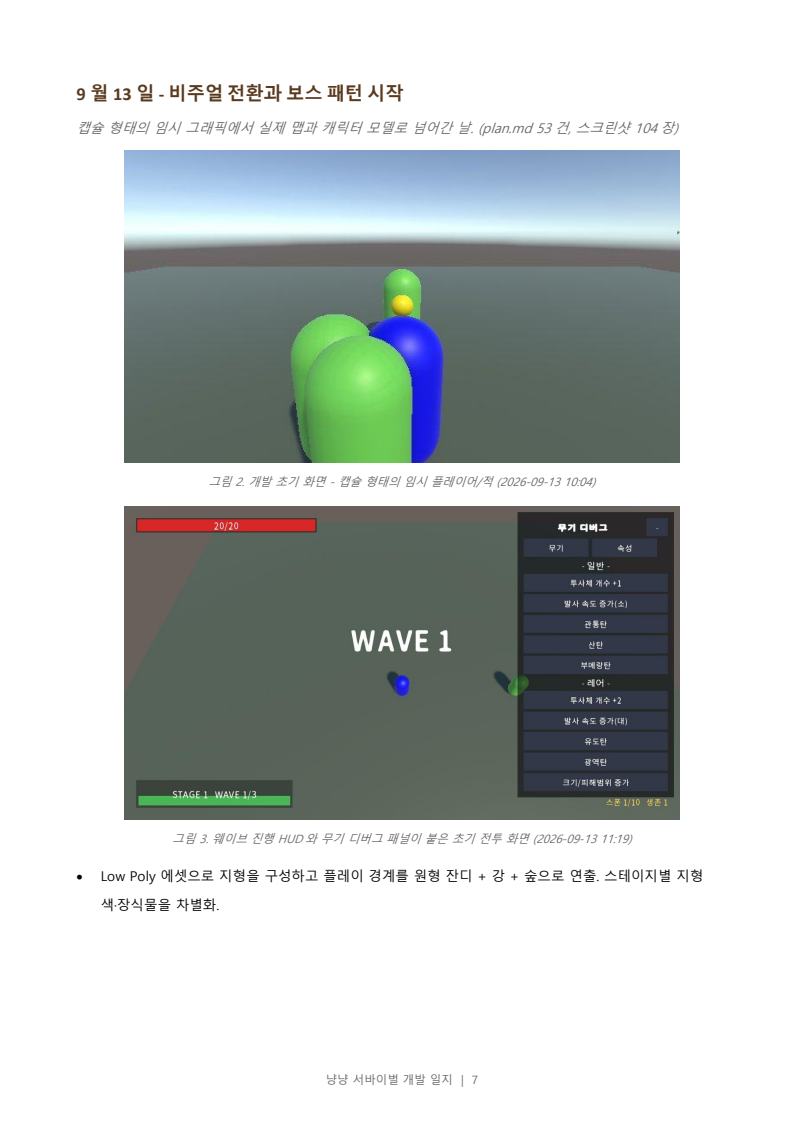 9 월 13 일 - 비주얼 전환과 보스 패턴 시작
캡슐 형태의 임시 그래픽에서 실제 맵과 캐릭터 모델로 넘어간 날. (plan.md 53 건, 스크린샷 104 장)
그림 2. 개발 초기 화면 - 캡슐 형태의 임시 플레이어/적 (2026-09-13 10:04)
20/20
무기 디버그
-
무기 속성
- 일반 -
투사체 개수 +1
발사 속도 증가(소)
관통탄
산탄
부메랑탄
- 레어 -
투사체 개수 +2
발사 속도 증가(대)
유도탄
광역탄
크기/피해범위 증가
WAVE 1
STAGE 1 WAVE 1/3
스폰 1/10 생존 1
그림 3. 웨이브 진행 HUD 와 무기 디버그 패널이 붙은 초기 전투 화면 (2026-09-13 11:19)
• Low Poly 에셋으로 지형을 구성하고 플레이 경계를 원형 잔디 + 강 + 숲으로 연출. 스테이지별 지형
색·장식물을 차별화.
냥냥 서바이벌 개발 일지 | 7